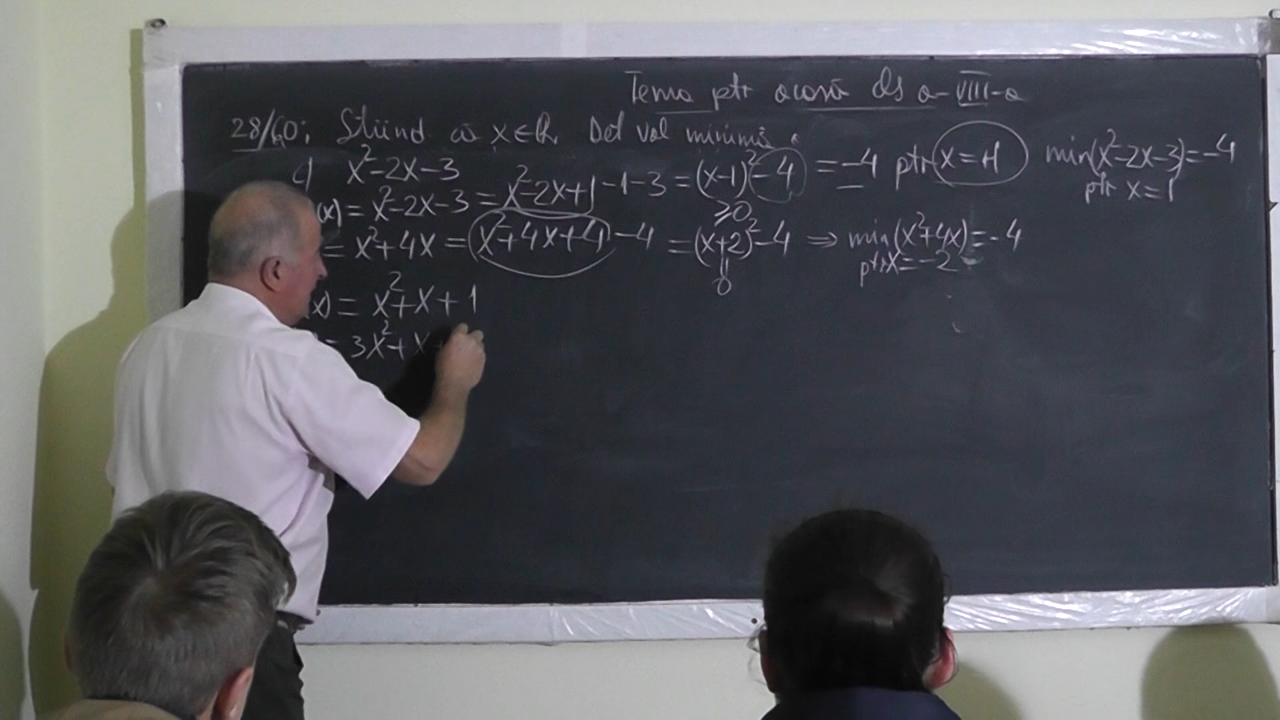 Tema ptr acasă cls a-VIII-a
28/60: Știind că x∈ℝ. Det val minimă:
c) x²-2x-3
(x) = x²-2x-3 = x²-2x+1-1-3 = (x-1)²-4 = -4 ptr x=+1 min(x²-2x-3)=-4
≥0 ptr x=1
= x²+4x = x²+4x+4-4 = (x+2)²-4 ⇒ min(x²+4x)=-4
0 ptr x=-2
x) = x²+x+1
= 3x²+x